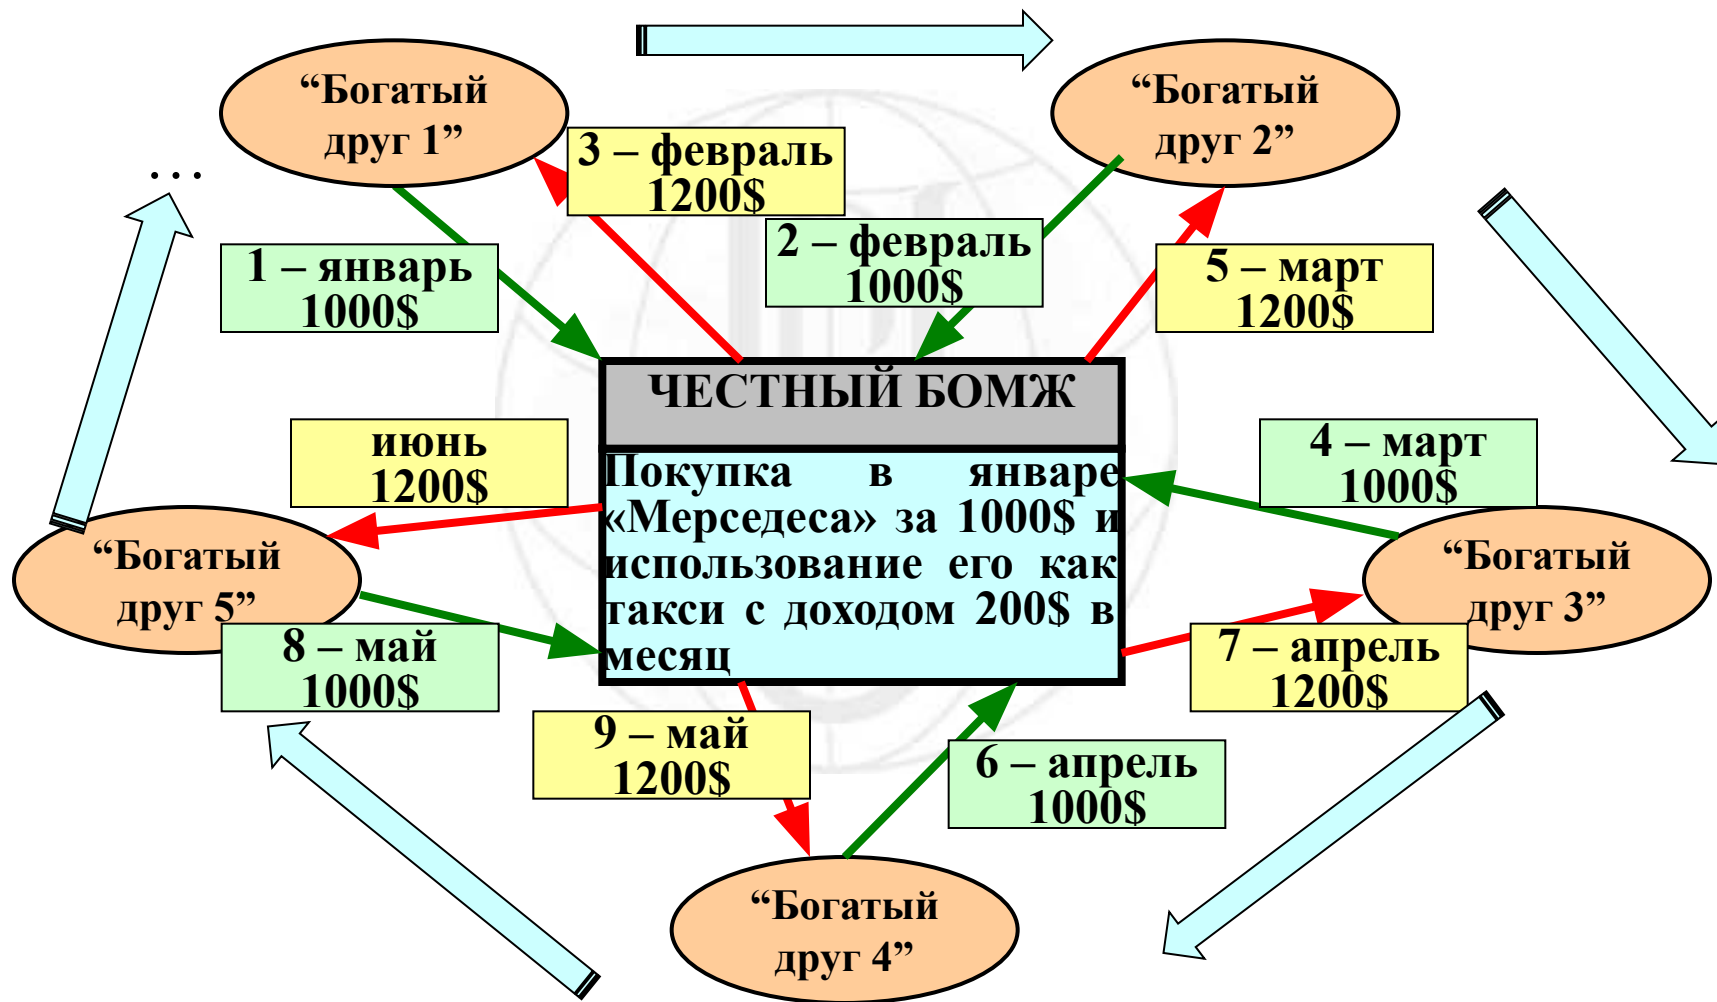 “Богатый
друг 1”
“Богатый
друг 2”
…
3 – февраль
1200$
2 – февраль
1000$
1 – январь
1000$
5 – март
1200$
ЧЕСТНЫЙ БОМЖ
Покупка в январе
«Мерседеса» за 1000$ и
использование его как
такси с доходом 200$ в
месяц
июнь
1200$
4 – март
1000$
“Богатый
друг 5”
“Богатый
друг 3”
8 – май
1000$
7 – апрель
1200$
9 – май
1200$
6 – апрель
1000$
“Богатый
друг 4”